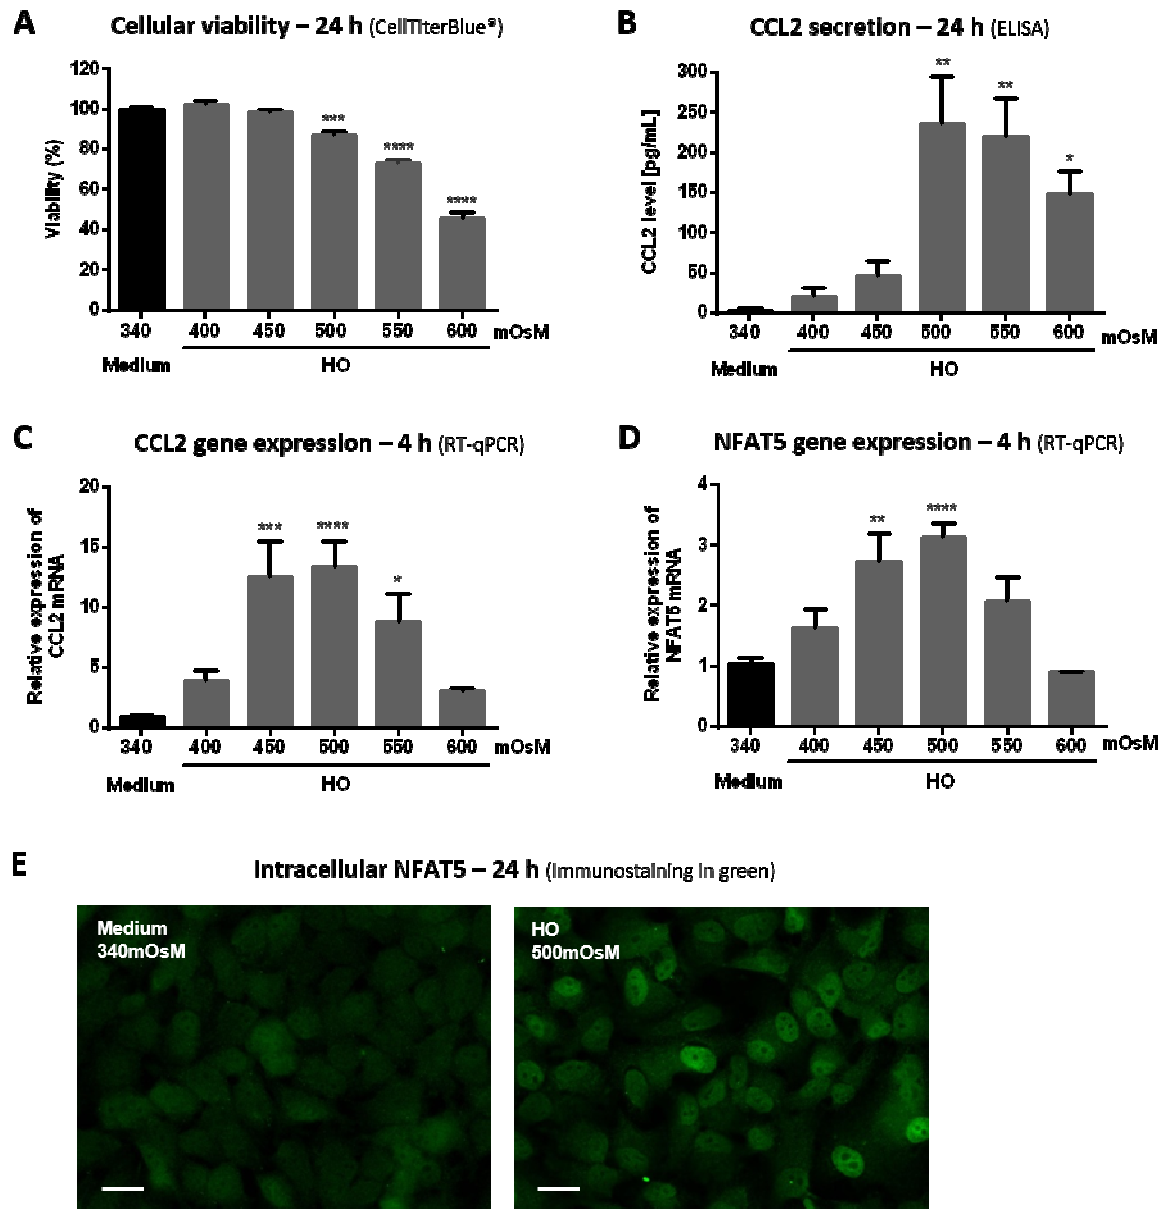 A
Cellular viability – 24 h (CellTiterBlue®)
Viability (%)
120
100
80
60
40
20
0
***
****
****
340 400 450 500 550 600 mOsM
Medium HO
B
CCL2 secretion – 24 h (ELISA)
CCL2 level [pg/mL]
300
250
200
150
100
50
0
**
**
*
340 400 450 500 550 600 mOsM
Medium HO
C
CCL2 gene expression – 4 h (RT-qPCR)
Relative expression of
CCL2 mRNA
20
15
10
5
0
***
****
*
340 400 450 500 550 600 mOsM
Medium HO
D
NFAT5 gene expression – 4 h (RT-qPCR)
Relative expression of
NFAT5 mRNA
4
3
2
1
0
**
****
340 400 450 500 550 600 mOsM
Medium HO
E
Intracellular NFAT5 – 24 h (Immunostaining in green)
Medium
340mOsM
HO
500mOsM